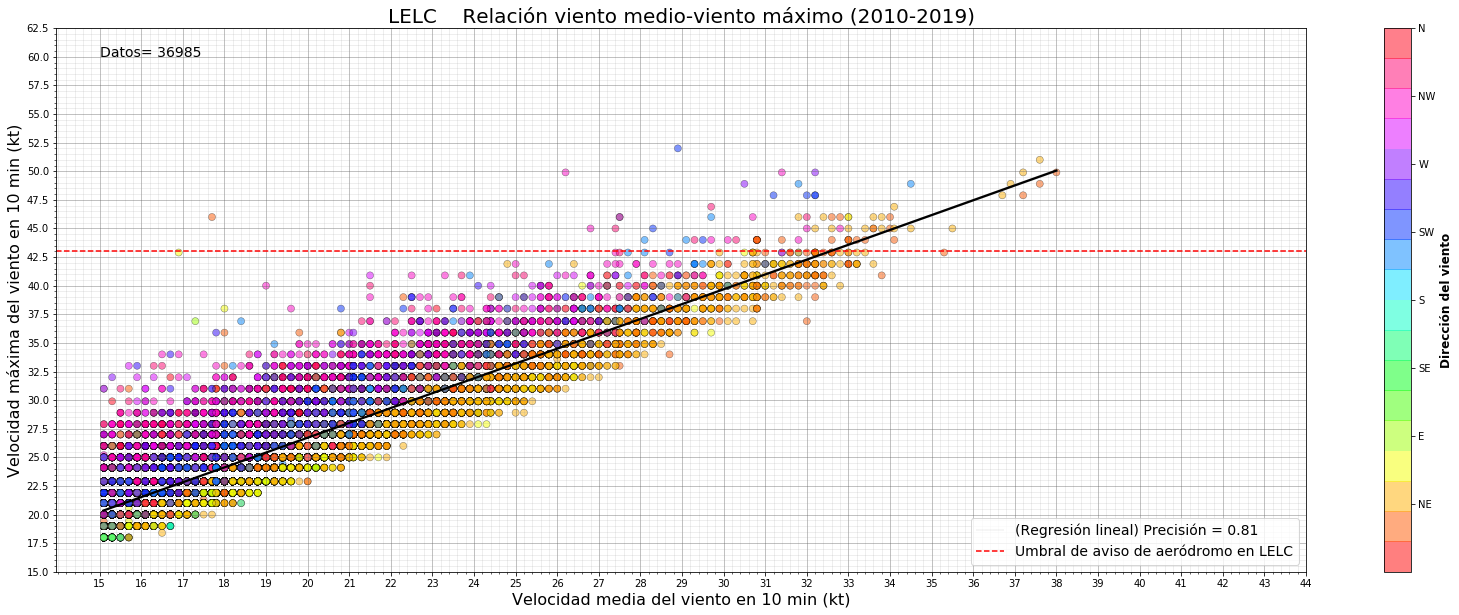 LELC    Relación viento medio-viento máximo (2010-2019)
Velocidad máxima del viento en 10 min (kt)
62.5
60.0
57.5
55.0
52.5
50.0
47.5
45.0
42.5
40.0
37.5
35.0
32.5
30.0
27.5
25.0
22.5
20.0
17.5
15.0
Datos= 36985
(Regresión lineal) Precisión = 0.81
Umbral de aviso de aeródromo en LELC
15 16 17 18 19 20 21 22 23 24 25 26 27 28 29 30 31 32 33 34 35 36 37 38 39 40 41 42 43 44
Velocidad media del viento en 10 min (kt)
N
NW
W
SW
S
SE
E
NE
Dirección del viento